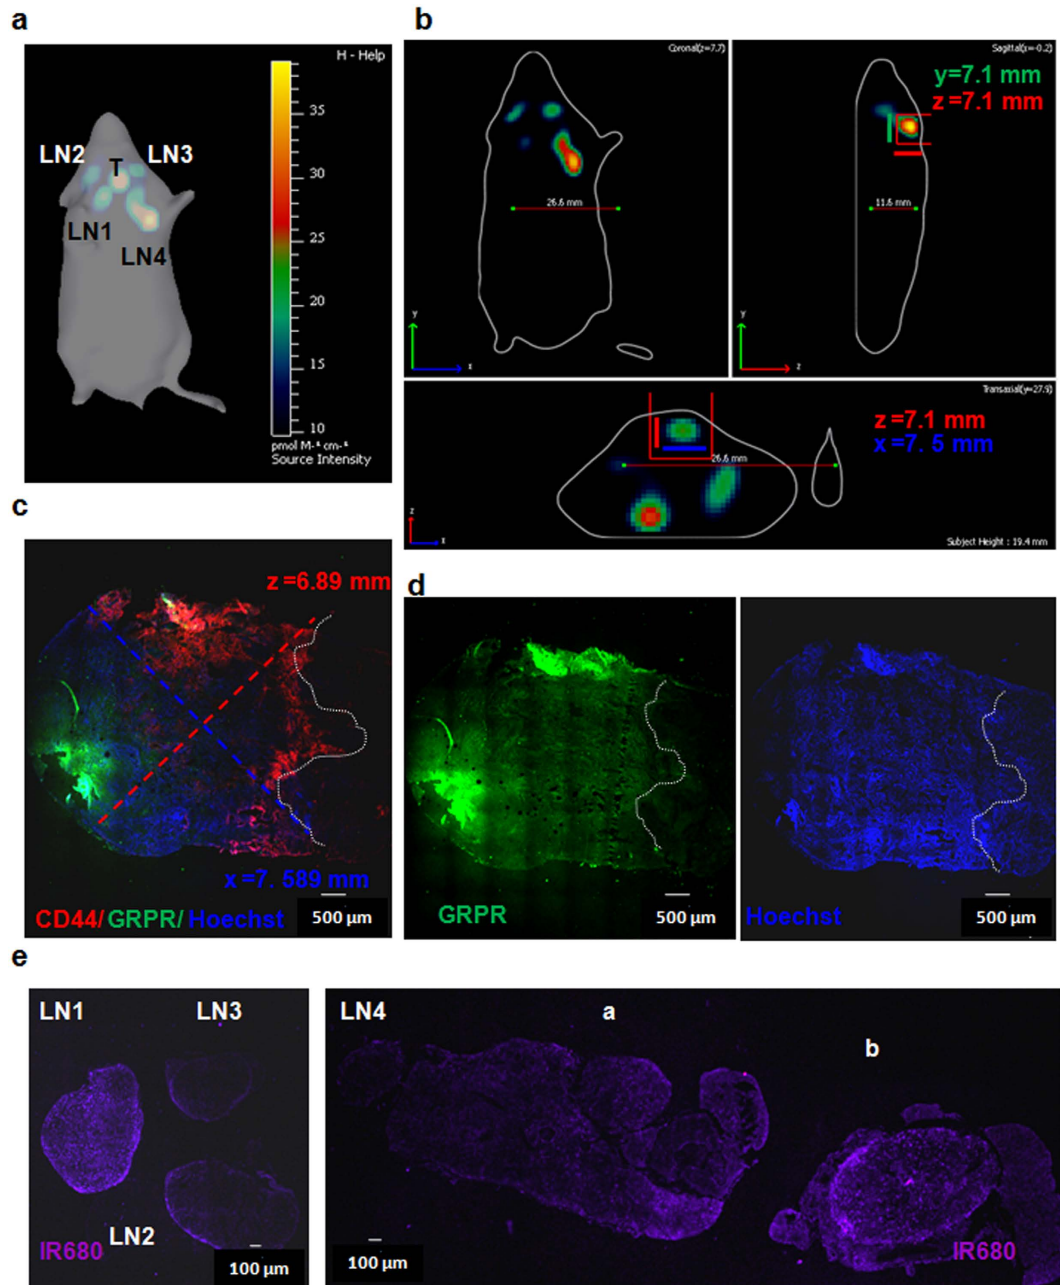 a
H - Help
LN2
LN3
T
LN1
LN4
35
30
25
20
15
10
pmol M⁻¹ cm⁻¹
Source Intensity
b
Coronal(z=7.7)
26.6 mm
y
x
Sagittal(x=-0.2)
y=7.1 mm
z=7.1 mm
11.6 mm
y
z
Transaxial(y=27.9)
z=7.1 mm
x=7. 5 mm
26.6 mm
z
x
Subject Height : 19.4 mm
c
z =6.89 mm
x =7. 589 mm
CD44/ GRPR/ Hoechst
500 µm
d
GRPR
500 µm
Hoechst
500 µm
e
LN1
LN3
LN2
IR680
100 µm
LN4
a
b
100 µm
IR680